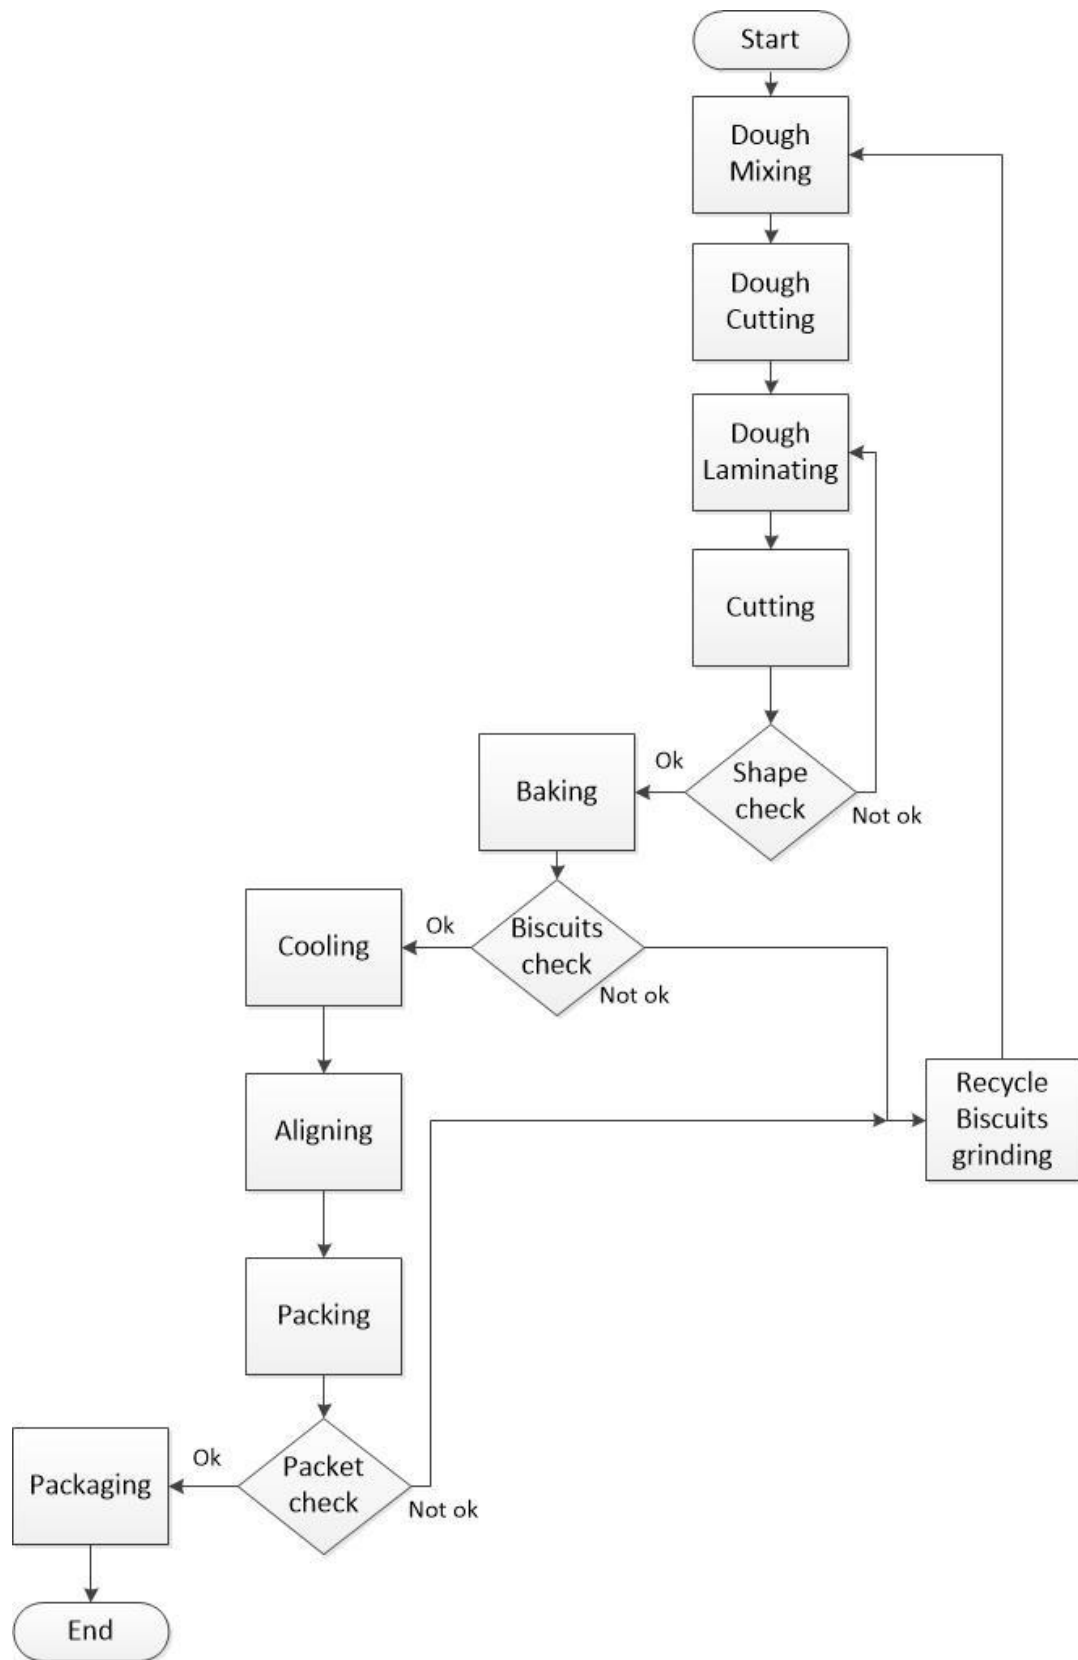 Start
Dough
Mixing
Dough
Cutting
Dough
Laminating
Cutting
Shape
check
Ok
Not ok
Baking
Biscuits
check
Ok
Not ok
Cooling
Recycle
Biscuits
grinding
Aligning
Packing
Packet
check
Ok
Not ok
Packaging
End